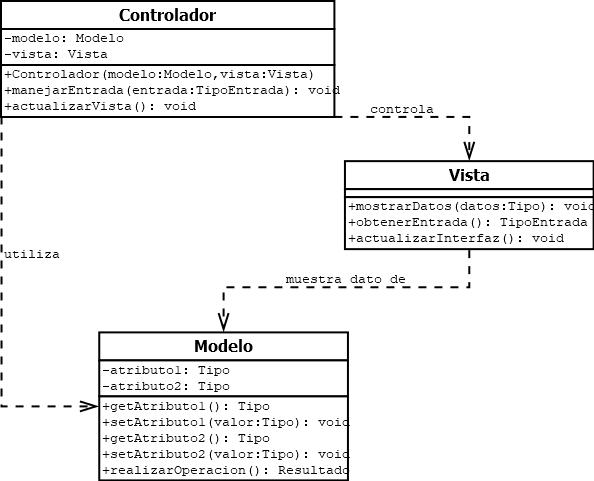 Controlador
-modelo: Modelo
-vista: Vista
+Controlador(modelo:Modelo,vista:Vista)
+manejarEntrada(entrada:TipoEntrada): void
+actualizarVista(): void
controla
Vista
+mostrarDatos(datos:Tipo): void
+obtenerEntrada(): TipoEntrada
+actualizarInterfaz(): void
utiliza
muestra dato de
Modelo
-atributo1: Tipo
-atributo2: Tipo
+getAtributo1(): Tipo
+setAtributo1(valor:Tipo): void
+getAtributo2(): Tipo
+setAtributo2(valor:Tipo): void
+realizarOperacion(): Resultado